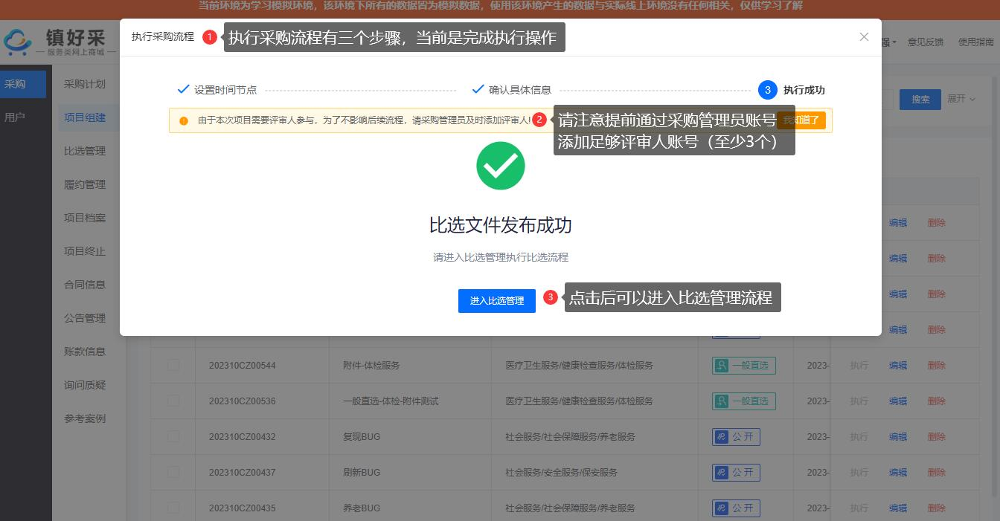 当前环境为学习模拟环境，该环境下所有的数据皆为模拟数据，使用该环境产生的数据与实际线上环境没有任何相关，仅供学习了解
镇好采
服务类网上商城
强 意见反馈 使用指南
执行采购流程 1 执行采购流程有三个步骤，当前是完成执行操作
采购
用户
采购计划
项目组建
比选管理
履约管理
项目档案
项目终止
合同信息
公告管理
账款信息
询问质疑
参考案例
搜索 展开
设置时间节点 确认具体信息 3 执行成功
由于本次项目需要评审人参与，为了不影响后续流程，请采购管理员及时添加评审人! 2 我知道了
请注意提前通过采购管理员账号
添加足够评审人账号（至少3个）
比选文件发布成功
请进入比选管理执行比选流程
进入比选管理 3 点击后可以进入比选管理流程
编辑 删除
编辑 删除
编辑 删除
编辑 删除
202310CZ00544 附件-体检服务 医疗卫生服务/健康检查服务/体检服务 一般直选 2023- 执行 编辑 删除
202310CZ00536 一般直选-体检-附件测试 医疗卫生服务/健康检查服务/体检服务 一般直选 2023- 执行 编辑 删除
202310CZ00432 复现BUG 社会服务/社会保障服务/养老服务 公开 2023- 执行 编辑 删除
202310CZ00437 刷新BUG 社会服务/安全服务/保安服务 公开 2023- 执行 编辑 删除
202310CZ00435 养老BUG 社会服务/社会保障服务/养老服务 公开 2023- 执行 编辑 删除